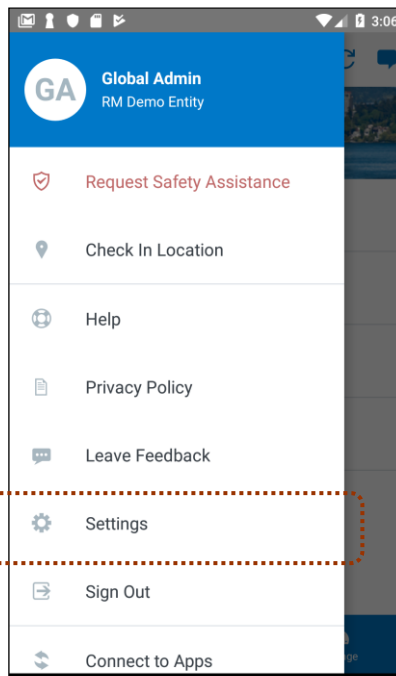 3:06
GA
Global Admin
RM Demo Entity
Request Safety Assistance
Check In Location
Help
Privacy Policy
Leave Feedback
Settings
Sign Out
Connect to Apps